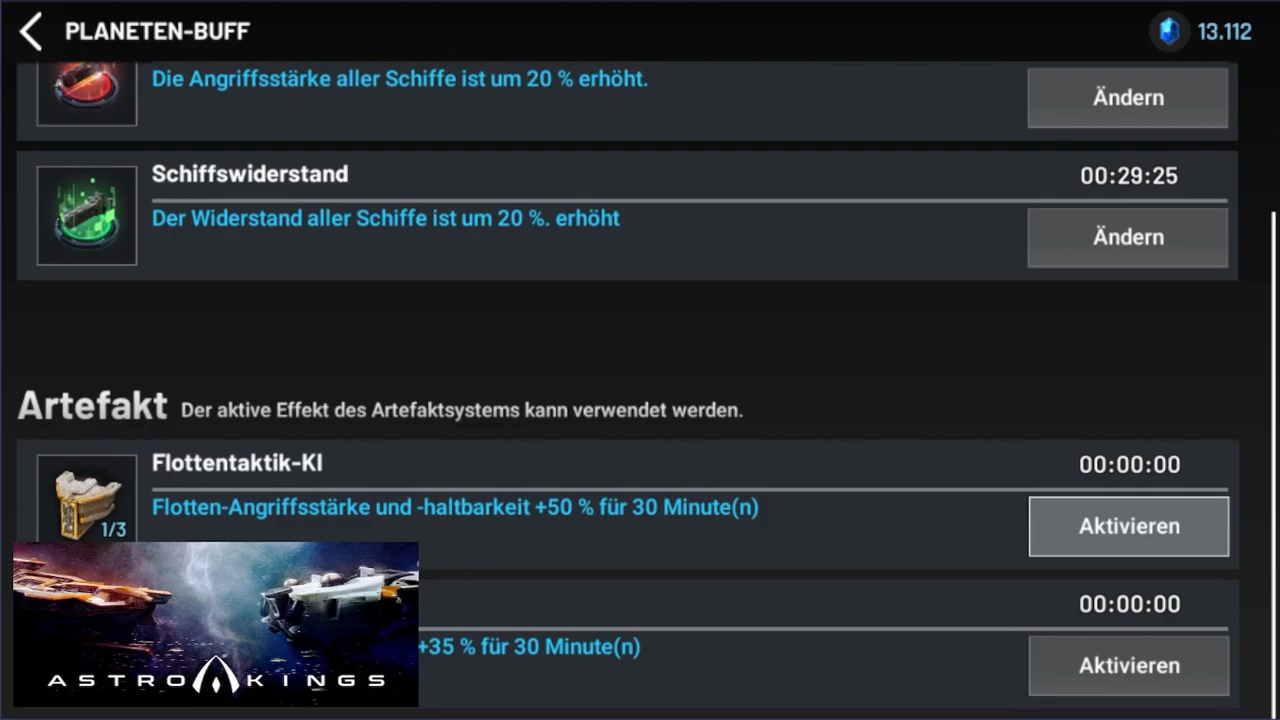 PLANETEN-BUFF
13.112
Die Angriffsstärke aller Schiffe ist um 20 % erhöht.
Ändern
Schiffswiderstand
00:29:25
Der Widerstand aller Schiffe ist um 20 %. erhöht
Ändern
Artefakt Der aktive Effekt des Artefaktsystems kann verwendet werden.
Flottentaktik-KI
00:00:00
Flotten-Angriffsstärke und -haltbarkeit +50 % für 30 Minute(n)
1/3
Aktivieren
00:00:00
+35 % für 30 Minute(n)
Aktivieren
ASTROKINGS